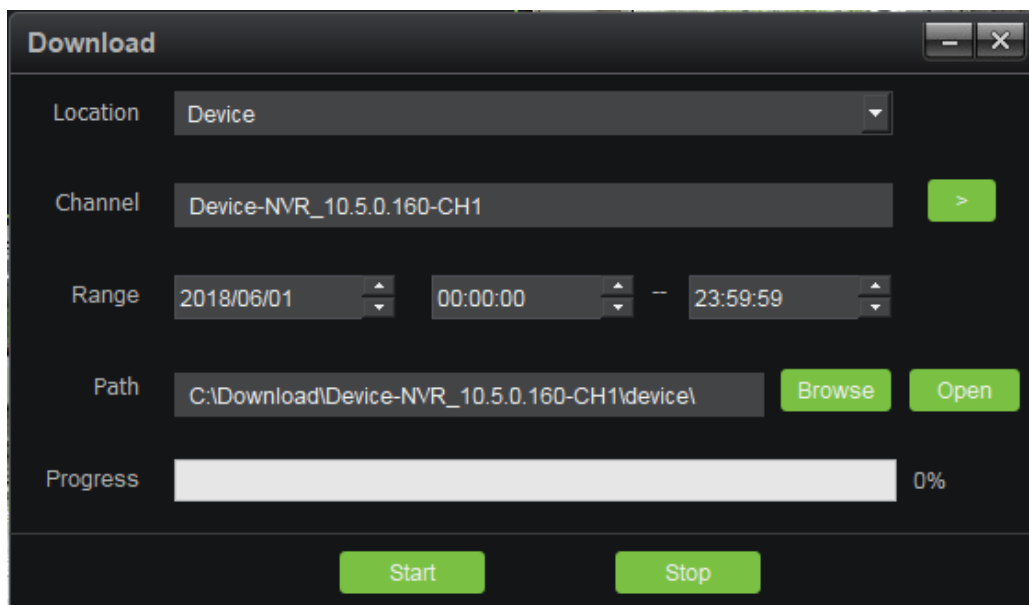 Download
Location Device
Channel Device-NVR_10.5.0.160-CH1 >
Range 2018/06/01 00:00:00 -- 23:59:59
Path C:\Download\Device-NVR_10.5.0.160-CH1\device\ Browse Open
Progress 0%
Start Stop